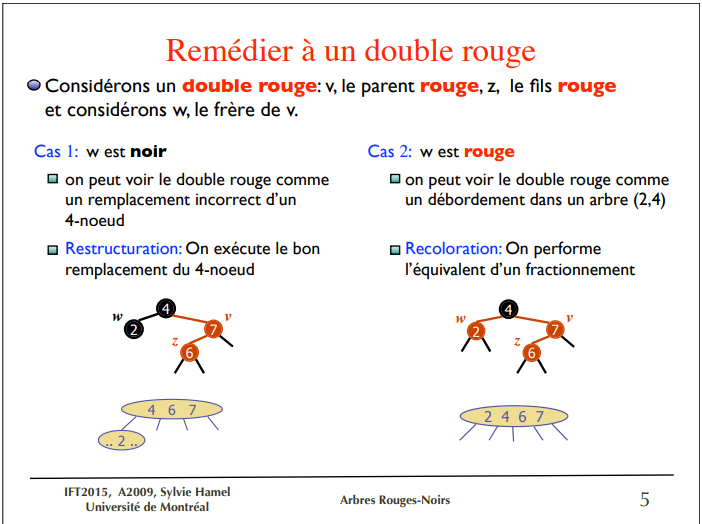 Remédier à un double rouge
Considérons un double rouge: v, le parent rouge, z, le fils rouge
et considérons w, le frère de v.
Cas 1: w est noir
on peut voir le double rouge comme
un remplacement incorrect d'un
4-noeud
Restructuration: On exécute le bon
remplacement du 4-noeud
w
4
v
2
7
z
6
4 6 7
.. 2 ..
Cas 2: w est rouge
on peut voir le double rouge comme
un débordement dans un arbre (2,4)
Recoloration: On performe
l'équivalent d'un fractionnement
w
4
v
2
7
z
6
2 4 6 7
IFT2015, A2009, Sylvie Hamel
Université de Montréal
Arbres Rouges-Noirs
5